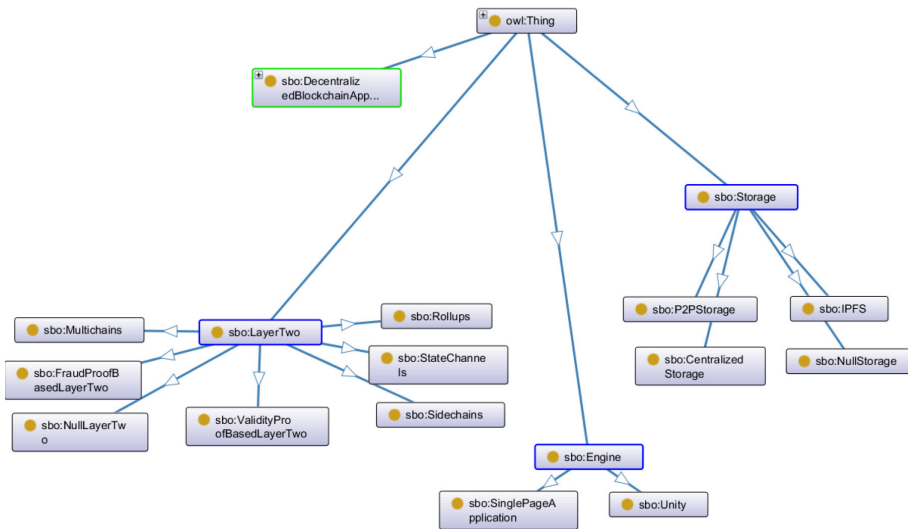 owl:Thing
sbo:Decentraliz
edBlockchainApp...
sbo:Storage
sbo:P2PStorage
sbo:IPFS
sbo:Centralized
Storage
sbo:NullStorage
sbo:Rollups
sbo:Multichains
sbo:LayerTwo
sbo:StateChann
els
sbo:FraudProofB
asedLayerTwo
sbo:Sidechains
sbo:NullLayerTw
o
sbo:ValidityPro
ofBasedLayerTwo
sbo:Engine
sbo:SinglePageA
pplication
sbo:Unity